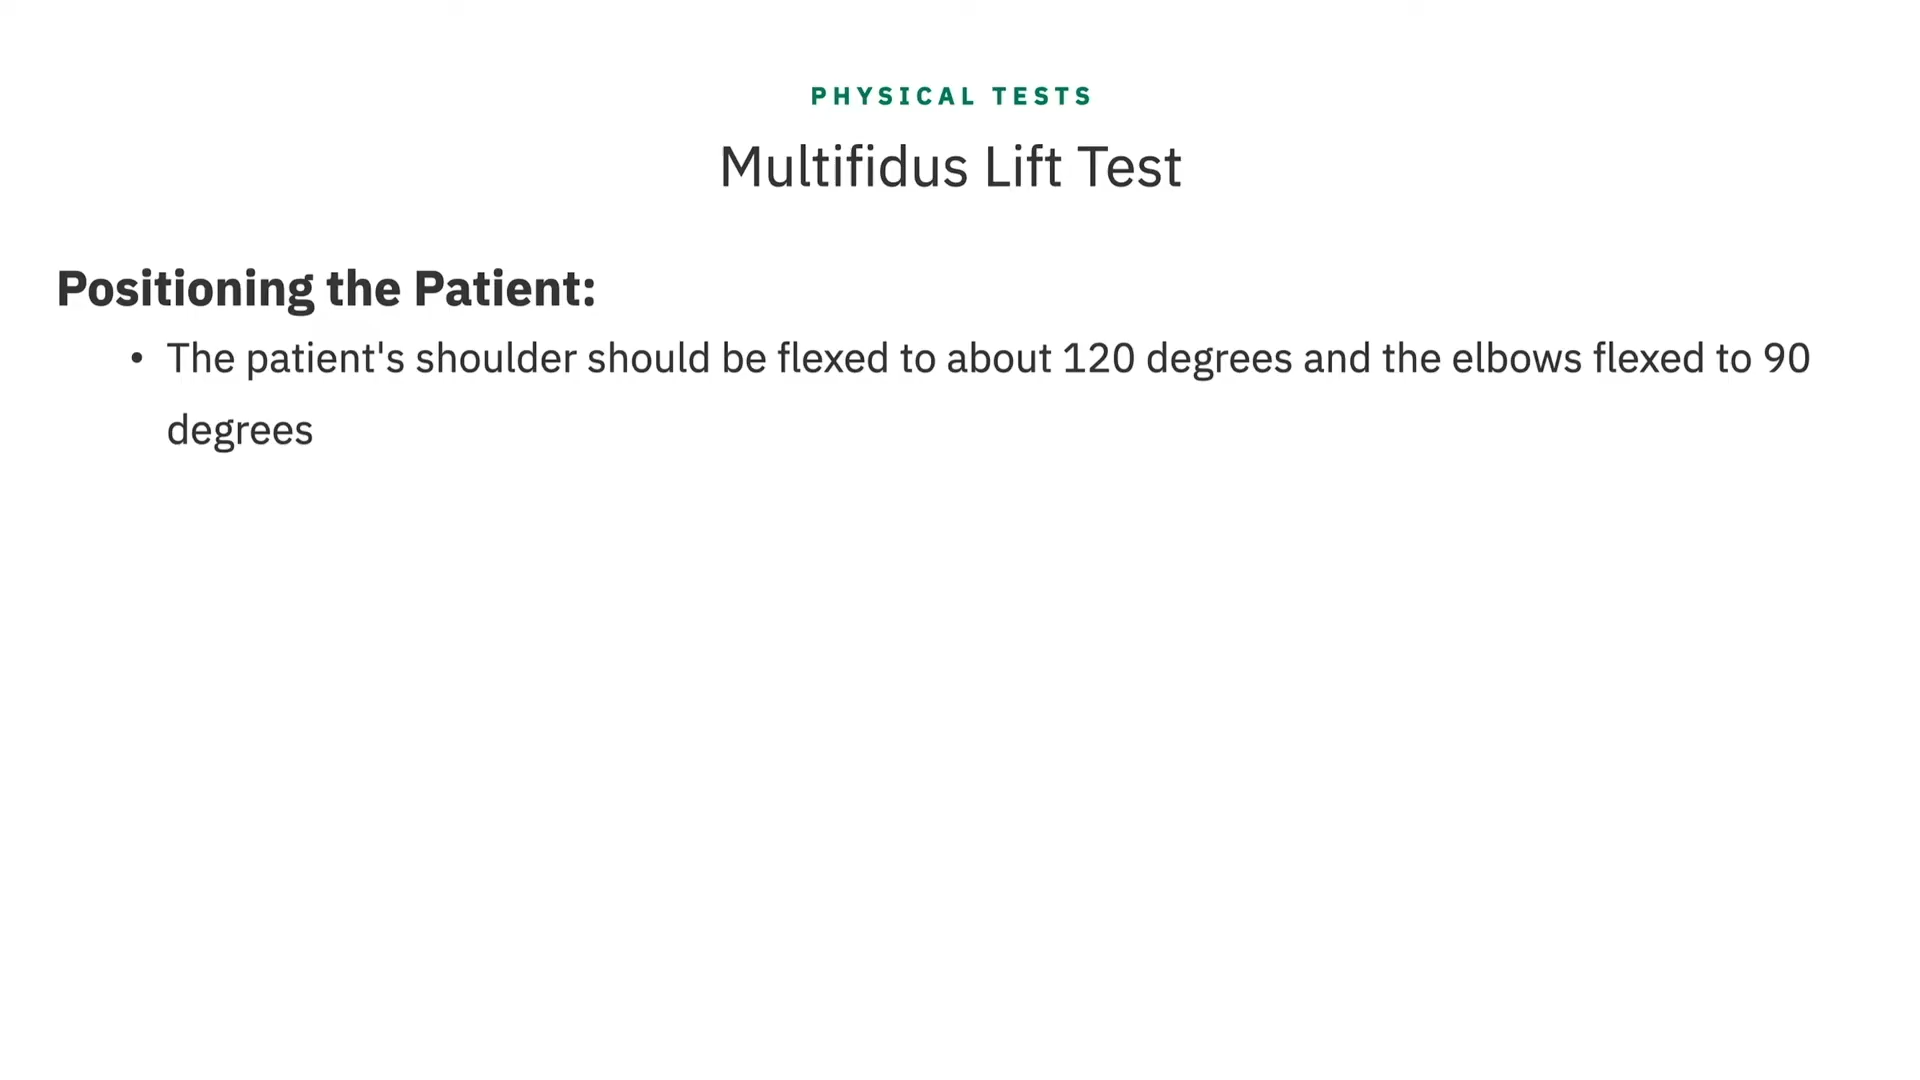 PHYSICAL TESTS
Multifidus Lift Test
Positioning the Patient:
• The patient's shoulder should be flexed to about 120 degrees and the elbows flexed to 90
degrees